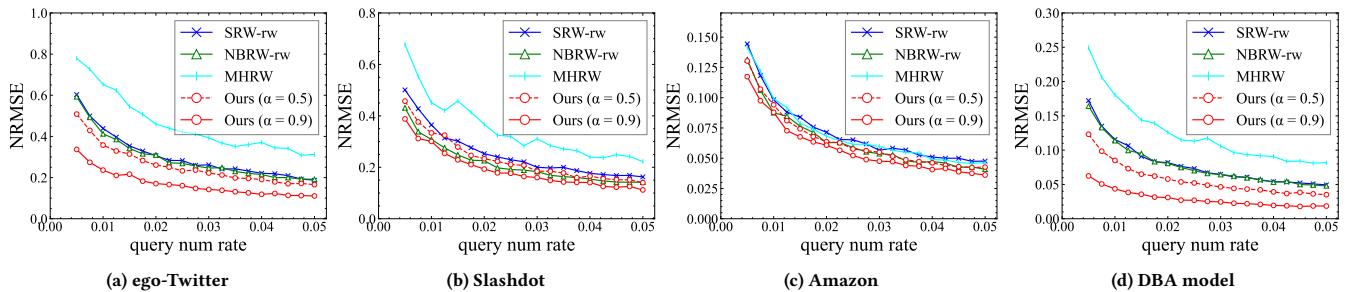 1.0
0.8
0.6
0.4
0.2
0.0
NRMSE
0.00 0.01 0.02 0.03 0.04 0.05
query num rate
SRW-rw
NBRW-rw
MHRW
Ours (α = 0.5)
Ours (α = 0.9)
(a) ego-Twitter
0.8
0.6
0.4
0.2
0.0
NRMSE
0.00 0.01 0.02 0.03 0.04 0.05
query num rate
SRW-rw
NBRW-rw
MHRW
Ours (α = 0.5)
Ours (α = 0.9)
(b) Slashdot
0.150
0.125
0.100
0.075
0.050
0.025
0.000
NRMSE
0.00 0.01 0.02 0.03 0.04 0.05
query num rate
SRW-rw
NBRW-rw
MHRW
Ours (α = 0.5)
Ours (α = 0.9)
(c) Amazon
0.30
0.25
0.20
0.15
0.10
0.05
0.00
NRMSE
0.00 0.01 0.02 0.03 0.04 0.05
query num rate
SRW-rw
NBRW-rw
MHRW
Ours (α = 0.5)
Ours (α = 0.9)
(d) DBA model